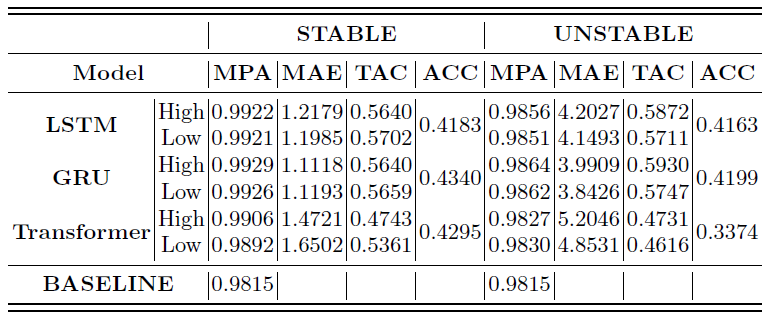 STABLE UNSTABLE
Model MPA MAE TAC ACC MPA MAE TAC ACC
LSTM High 0.9922 1.2179 0.5640 0.4183 0.9856 4.2027 0.5872 0.4163
Low 0.9921 1.1985 0.5702 0.9851 4.1493 0.5711
GRU High 0.9929 1.1118 0.5640 0.4340 0.9864 3.9909 0.5930 0.4199
Low 0.9926 1.1193 0.5659 0.9862 3.8426 0.5747
Transformer High 0.9906 1.4721 0.4743 0.4295 0.9827 5.2046 0.4731 0.3374
Low 0.9892 1.6502 0.5361 0.9830 4.8531 0.4616
BASELINE 0.9815 0.9815